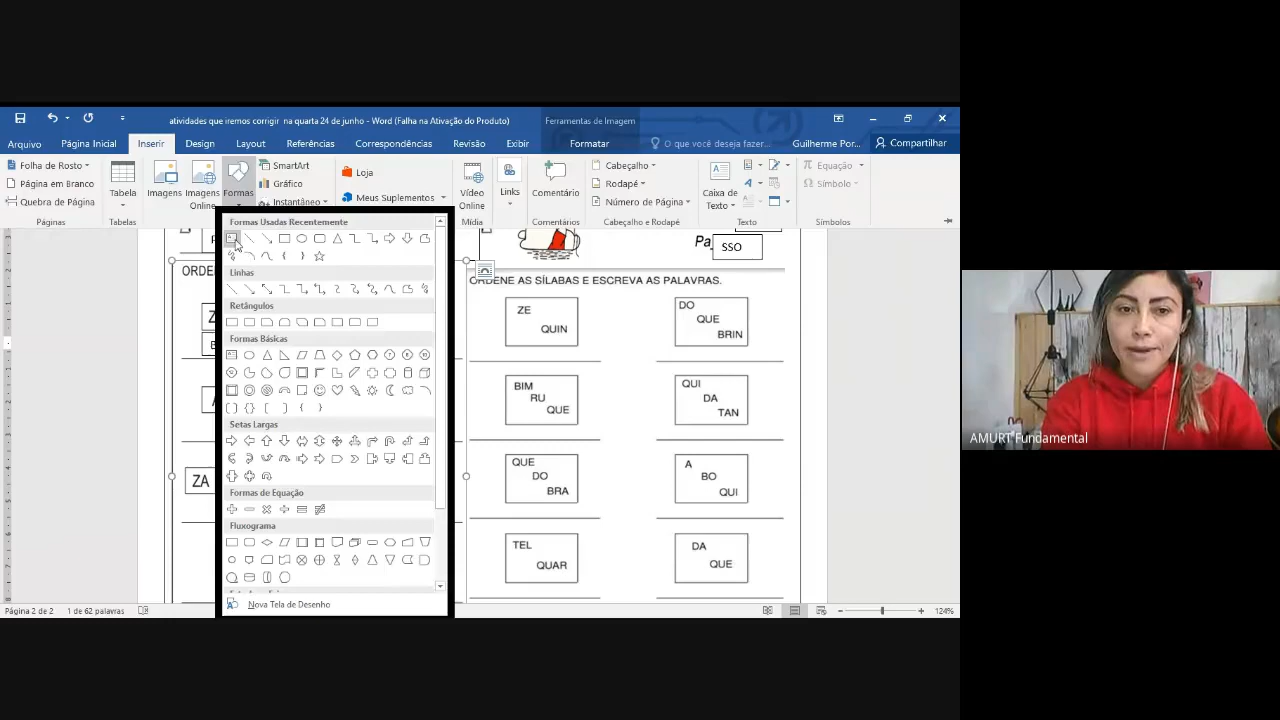 atividades que iremos corrigir na quarta 24 de junho - Word (Falha na Ativação do Produto)
Ferramentas de Imagem
Arquivo
Página Inicial
Inserir
Design
Layout
Referências
Correspondências
Revisão
Exibir
Formatar
O que você deseja fazer...
Guilherme Por...
Compartilhar
Folha de Rosto
Página em Branco
Quebra de Página
Páginas
Tabela
Tabelas
Imagens
Imagens Online
Formas
SmartArt
Gráfico
Instantâneo
Loja
Meus Suplementos
Vídeo Online
Mídia
Links
Comentário
Comentários
Cabeçalho
Rodapé
Número de Página
Cabeçalho e Rodapé
Caixa de Texto
Texto
Equação
Símbolo
Símbolos
Formas Usadas Recentemente
Linhas
Retângulos
Formas Básicas
Setas Largas
Formas de Equação
Fluxograma
Nova Tela de Desenho
ZA
SSO
ORDENE AS SÍLABAS E ESCREVA AS PALAVRAS.
ZE
QUIN
DO
QUE
BRIN
BIM
RU
QUE
QUI
DA
TAN
QUE
DO
BRA
A
BO
QUI
TEL
QUAR
DA
QUE
Página 2 de 2
1 de 62 palavras
124%
AMURT Fundamental